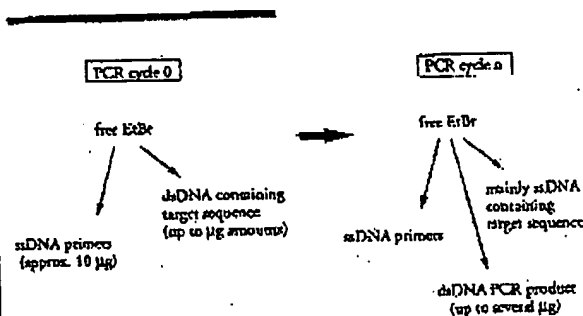 PCR cycle 0
free EtBr
dsDNA containing
target sequence
(up to µg amounts)
ssDNA primers
(approx. 10 µg)
PCR cycle n
free EtBr
mainly ssDNA
containing
target sequence
ssDNA primers
dsDNA PCR product
(up to several µg)